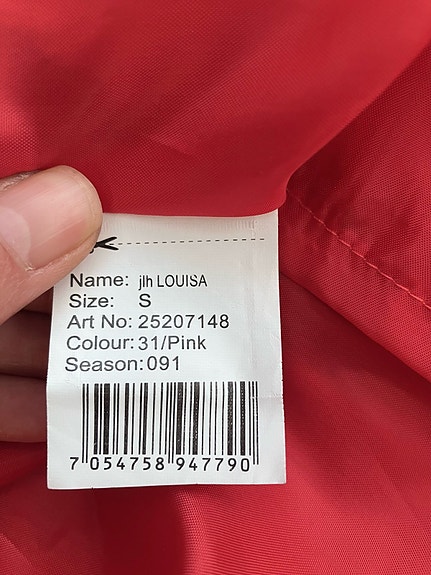 Name: jlh LOUISA
Size: S
Art No: 25207148
Colour: 31/Pink
Season: 091
7 054758 947790